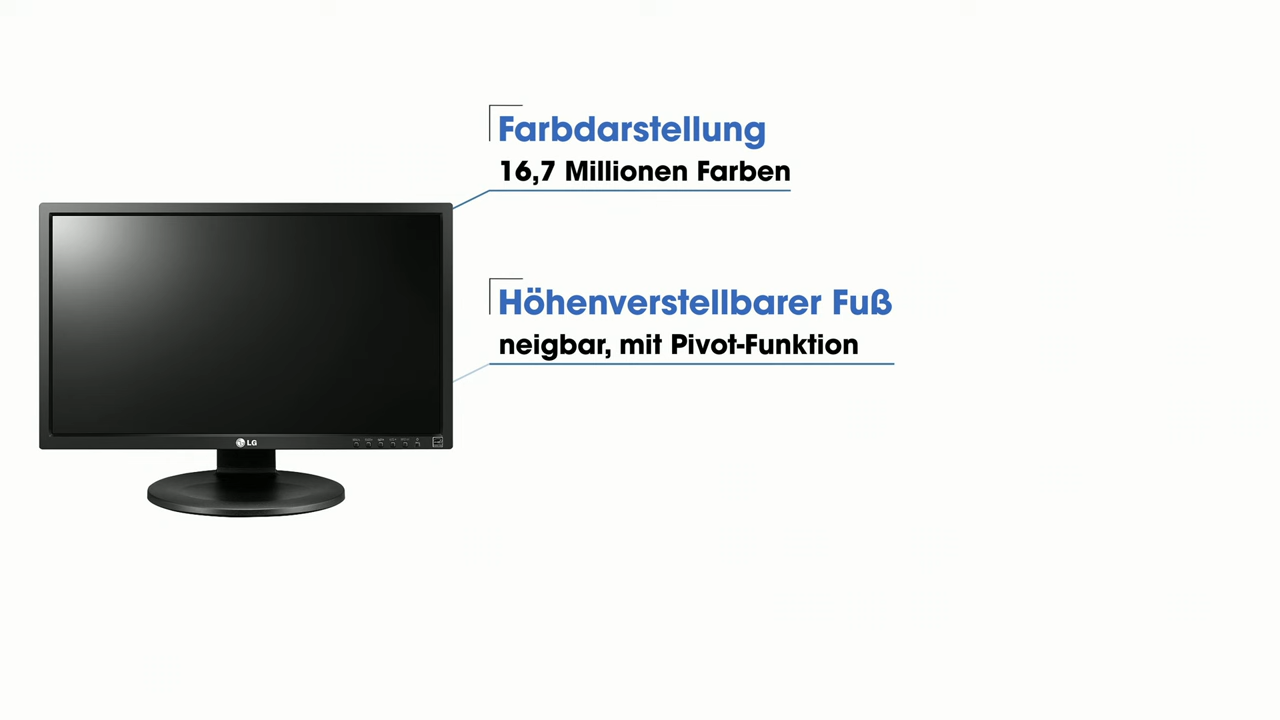 Farbdarstellung
16,7 Millionen Farben
Höhenverstellbarer Fuß
neigbar, mit Pivot-Funktion
LG